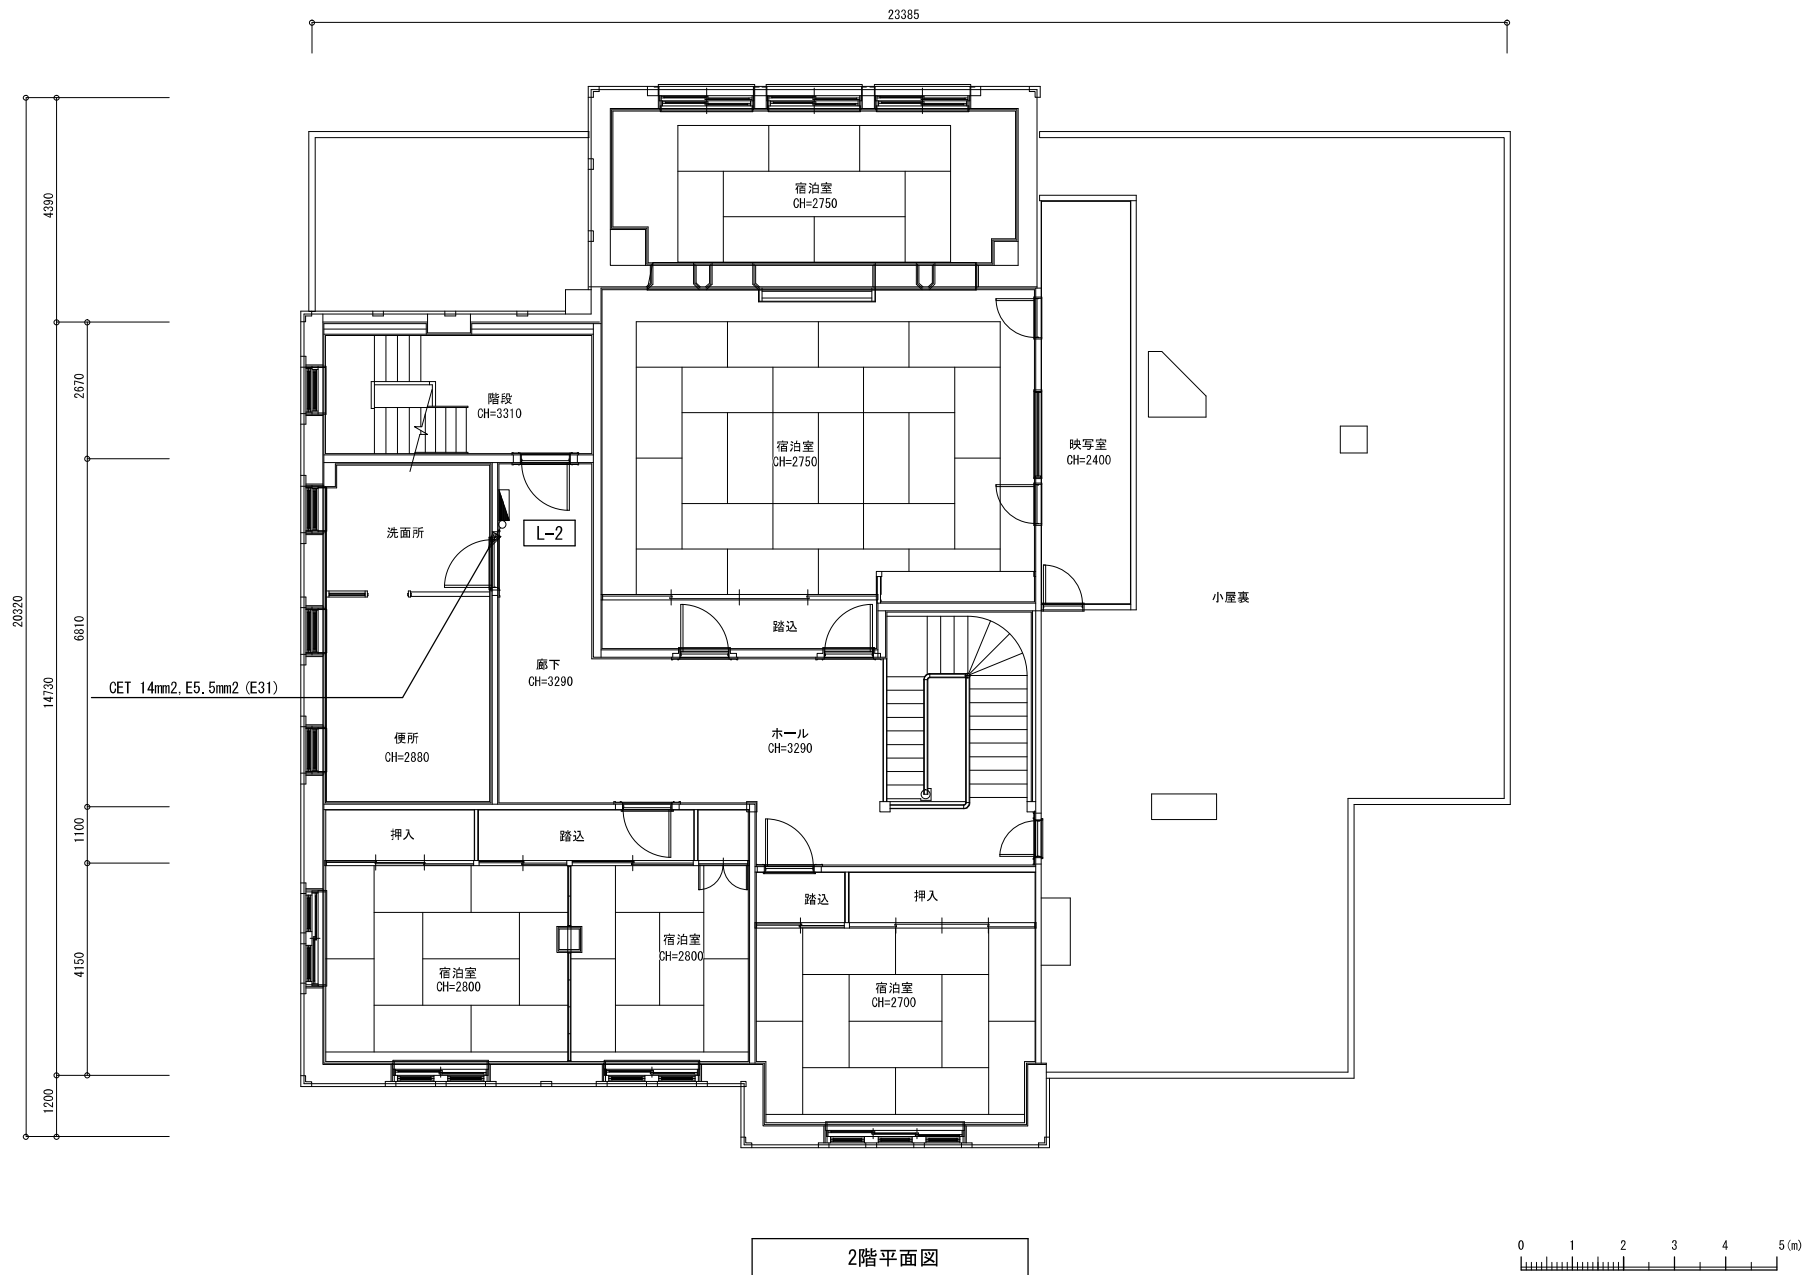 23385
4390
宿泊室
CH=2750
2670
階段
CH=3310
宿泊室
CH=2750
映写室
CH=2400
洗面所
L-2
20320
6810
小屋裏
踏込
廊下
CH=3290
14730
CET 14mm2, E5.5mm2 (E31)
便所
CH=2880
ホール
CH=3290
1100
押入
踏込
踏込
押入
4150
宿泊室
CH=2800
宿泊室
CH=2800
宿泊室
CH=2700
1200
2階平面図
0 1 2 3 4 5(m)